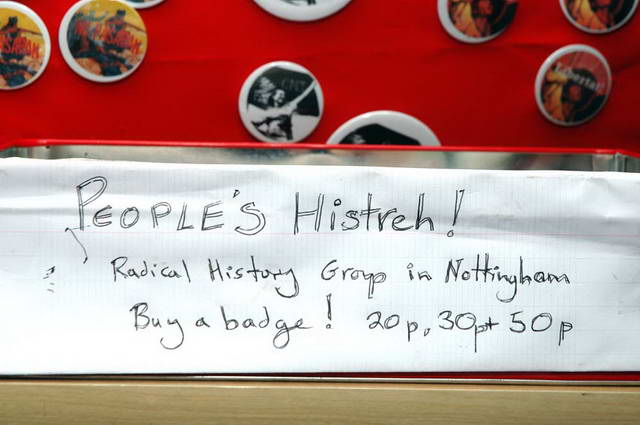 PEOPLE'S Histreh!
Radical History Group in Nottingham
Buy a badge! 20p, 30p + 50p